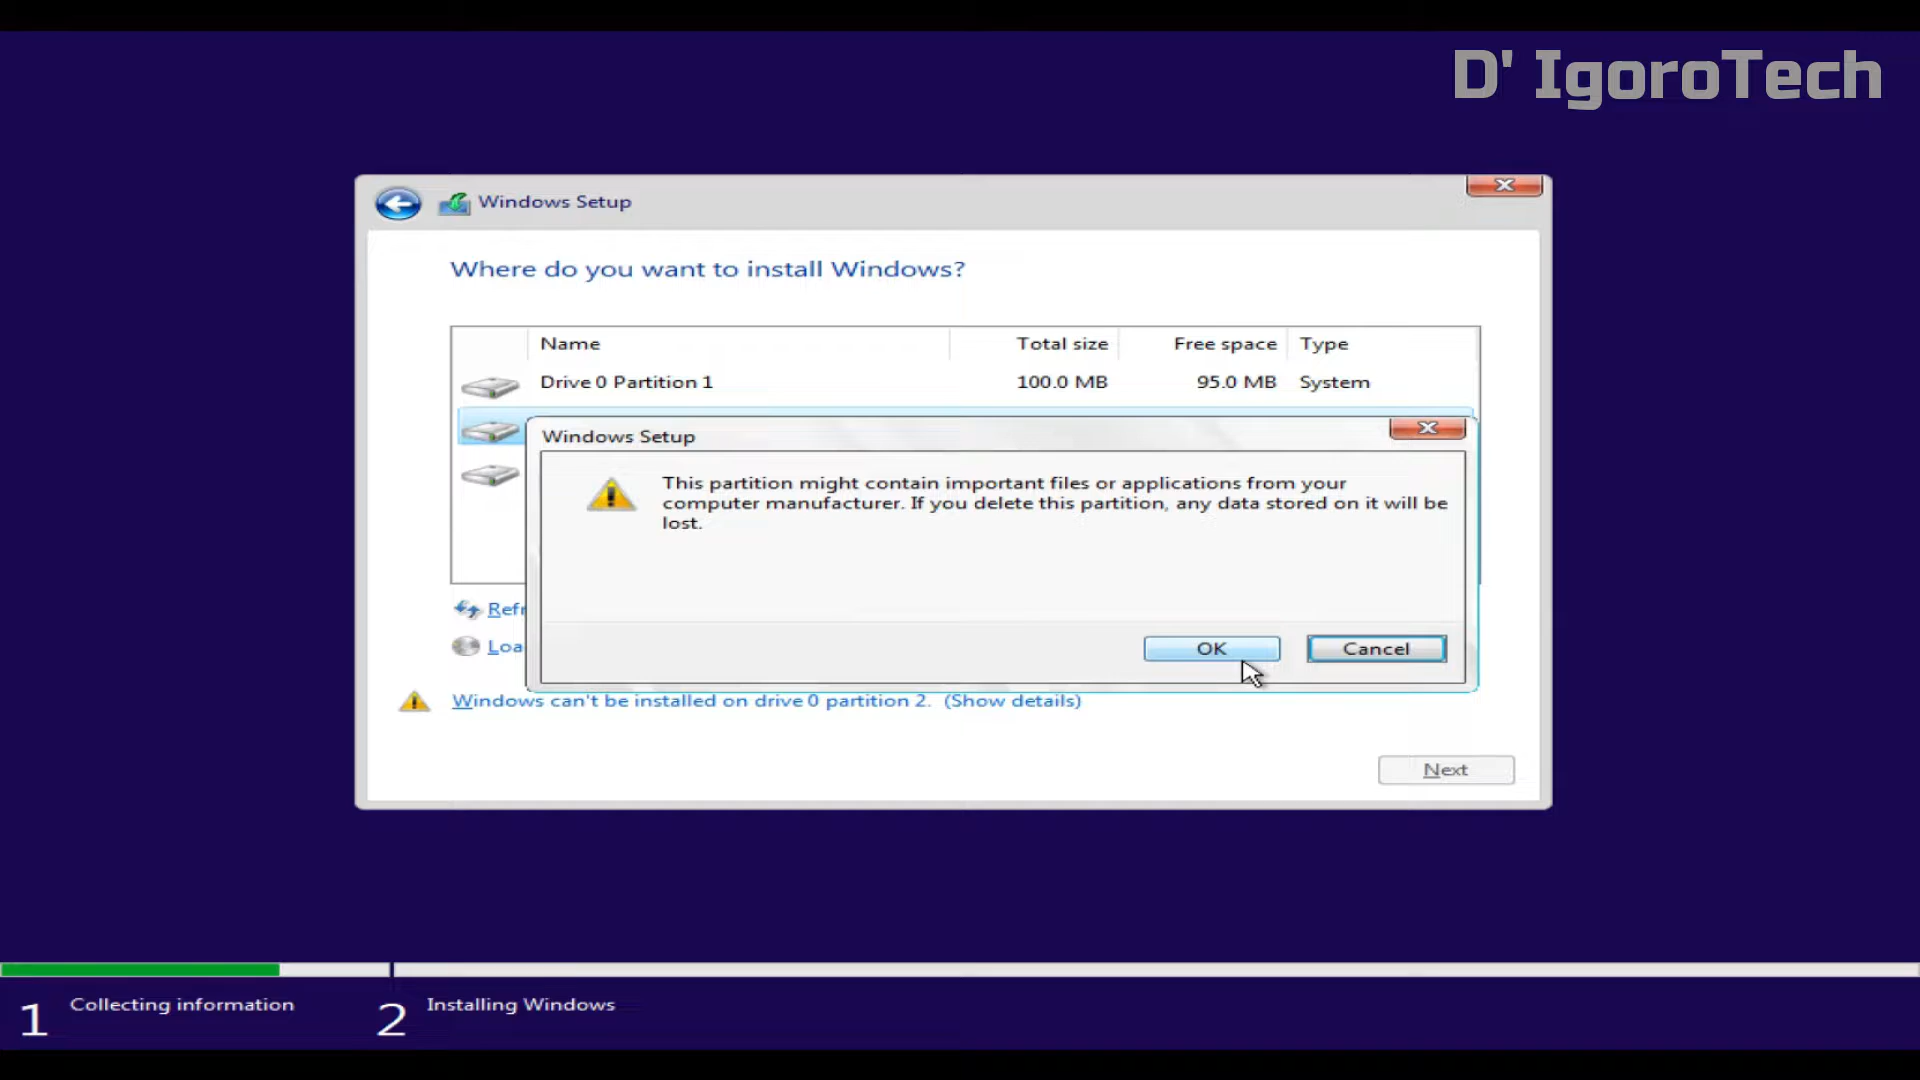 D' IgoroTech
Windows Setup
Where do you want to install Windows?
Name Total size Free space Type
Drive 0 Partition 1 100.0 MB 95.0 MB System
Windows Setup
This partition might contain important files or applications from your
computer manufacturer. If you delete this partition, any data stored on it will be
lost.
Refr
Loa
OK Cancel
Windows can't be installed on drive 0 partition 2. (Show details)
Next
1 Collecting information 2 Installing Windows